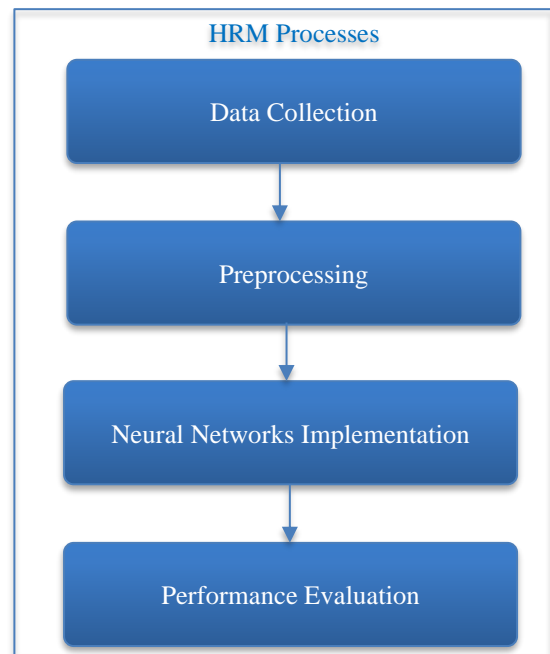 HRM Processes
Data Collection
Preprocessing
Neural Networks Implementation
Performance Evaluation